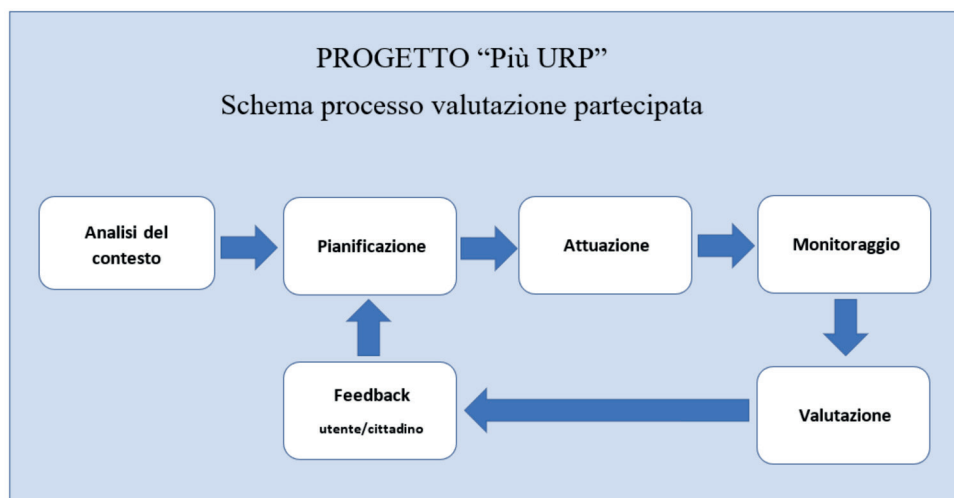 PROGETTO “Più URP”
Schema processo valutazione partecipata
Analisi del
contesto
Pianificazione
Attuazione
Monitoraggio
Feedback
utente/cittadino
Valutazione